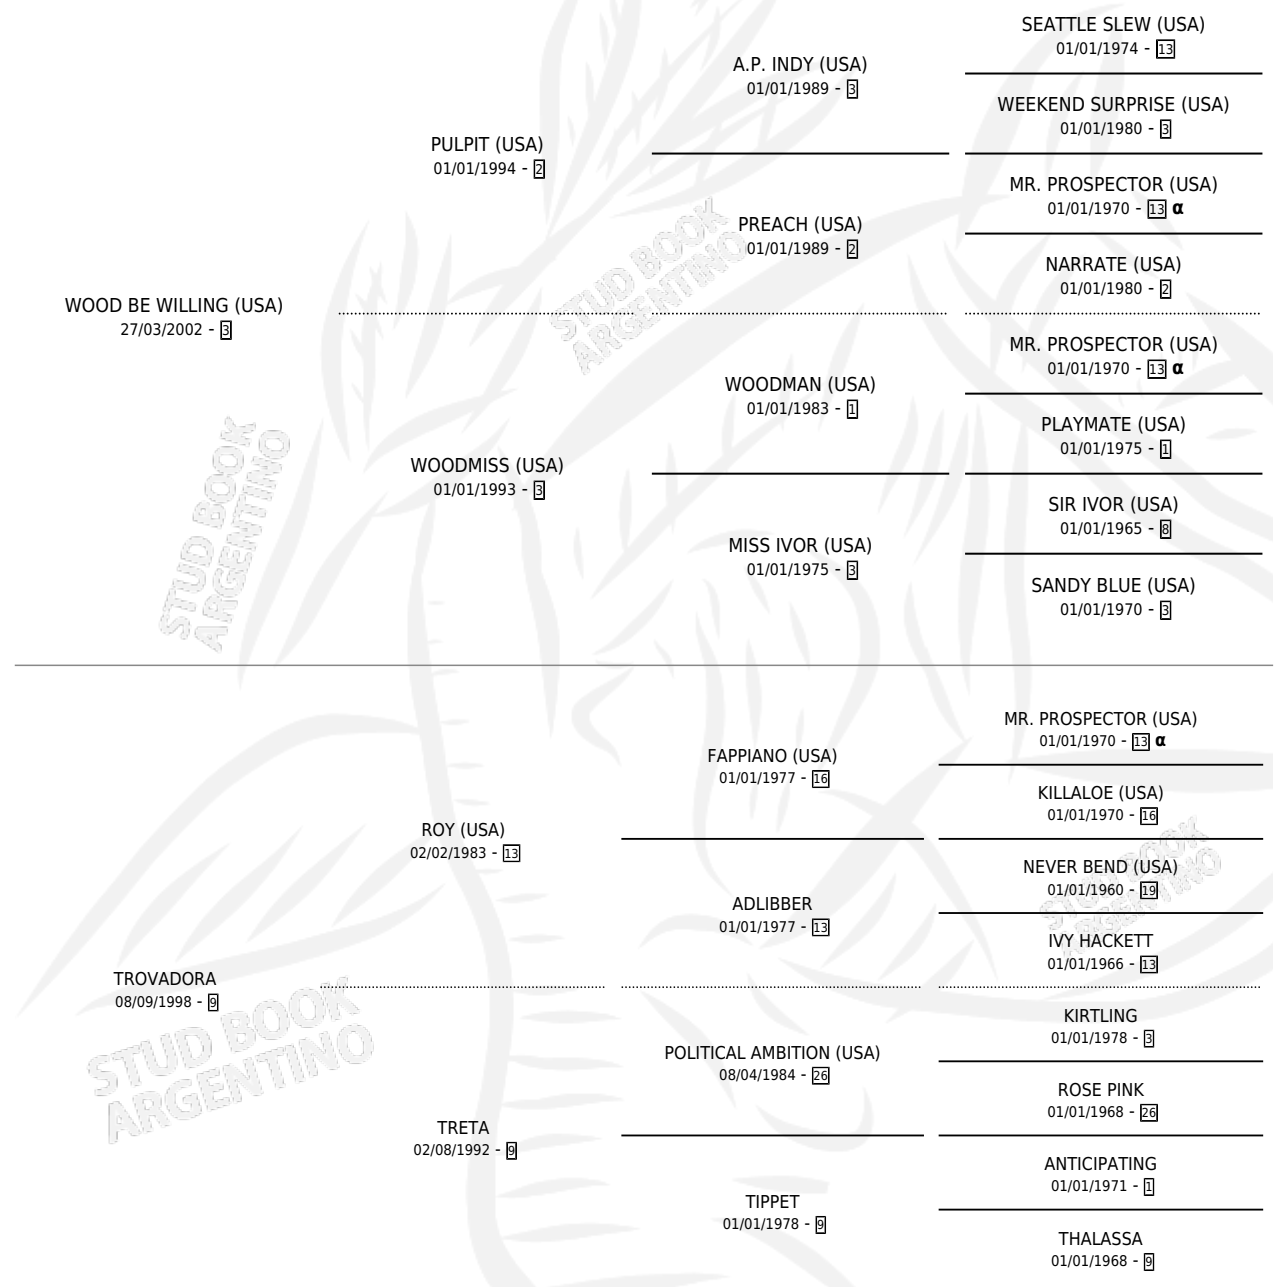 SEATTLE SLEW (USA)
01/01/1974 - 13
A.P. INDY (USA)
01/01/1989 - 3
WEEKEND SURPRISE (USA)
01/01/1980 - 3
PULPIT (USA)
01/01/1994 - 2
MR. PROSPECTOR (USA)
01/01/1970 - 13 α
PREACH (USA)
01/01/1989 - 2
NARRATE (USA)
01/01/1980 - 2
WOOD BE WILLING (USA)
27/03/2002 - 3
MR. PROSPECTOR (USA)
01/01/1970 - 13 α
WOODMAN (USA)
01/01/1983 - 1
PLAYMATE (USA)
01/01/1975 - 1
WOODMISS (USA)
01/01/1993 - 3
SIR IVOR (USA)
01/01/1965 - 8
MISS IVOR (USA)
01/01/1975 - 3
SANDY BLUE (USA)
01/01/1970 - 3
MR. PROSPECTOR (USA)
01/01/1970 - 13 α
FAPPIANO (USA)
01/01/1977 - 16
KILLALOE (USA)
01/01/1970 - 16
ROY (USA)
02/02/1983 - 13
NEVER BEND (USA)
01/01/1960 - 19
ADLIBBER
01/01/1977 - 13
IVY HACKETT
01/01/1966 - 13
TROVADORA
08/09/1998 - 9
KIRTLING
01/01/1978 - 3
POLITICAL AMBITION (USA)
08/04/1984 - 26
ROSE PINK
01/01/1968 - 26
TRETA
02/08/1992 - 9
ANTICIPATING
01/01/1971 - 1
TIPPET
01/01/1978 - 9
THALASSA
01/01/1968 - 9
STUD BOOK
ARGENTINO
STUD BOOK
ARGENTINO
STUD BOOK
ARGENTINO
STUD BOOK
ARGENTINO